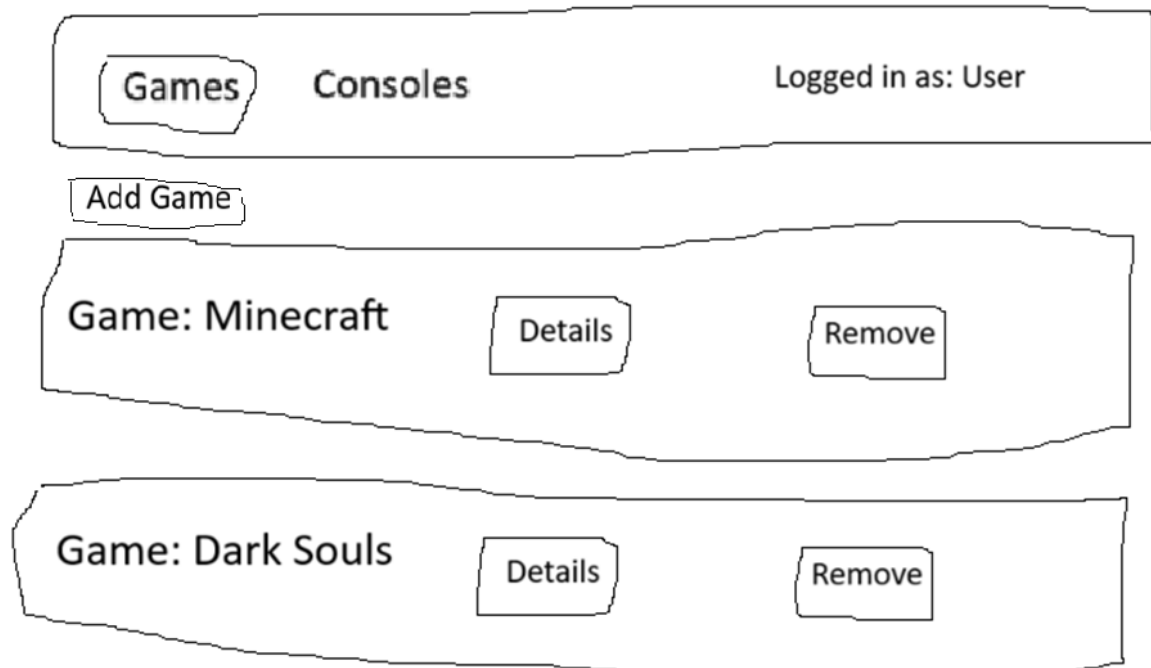 Games Consoles Logged in as: User
Add Game
Game: Minecraft Details Remove
Game: Dark Souls Details Remove